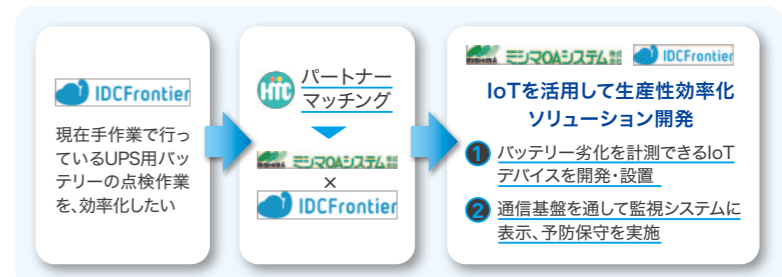 IDCFrontier
現在手作業で行っ
ているUPS用バッ
テリーの点検作業
を、効率化したい
HTC
パートナー
マッチング
ミシマOAシステム
×
IDCFrontier
ミシマOAシステム IDCFrontier
IoTを活用して生産性効率化
ソリューション開発
1 バッテリー劣化を計測できるIoT
デバイスを開発・設置
2 通信基盤を通して監視システムに
表示、予防保守を実施